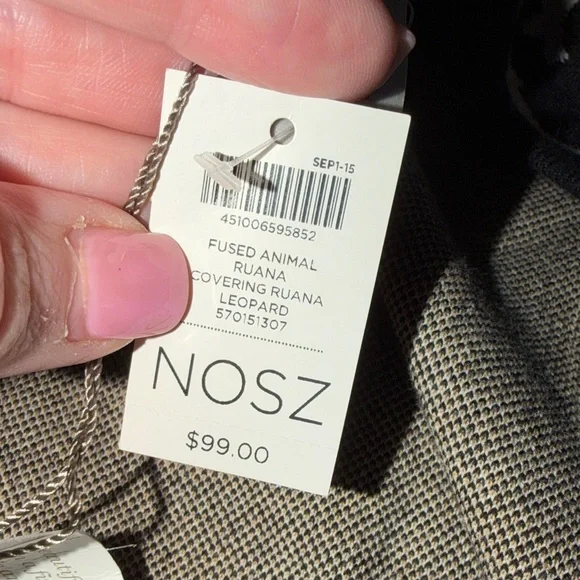 SEP1-15
451006595852
FUSED ANIMAL
RUANA
COVERING RUANA
LEOPARD
570151307
NOSZ
$99.00